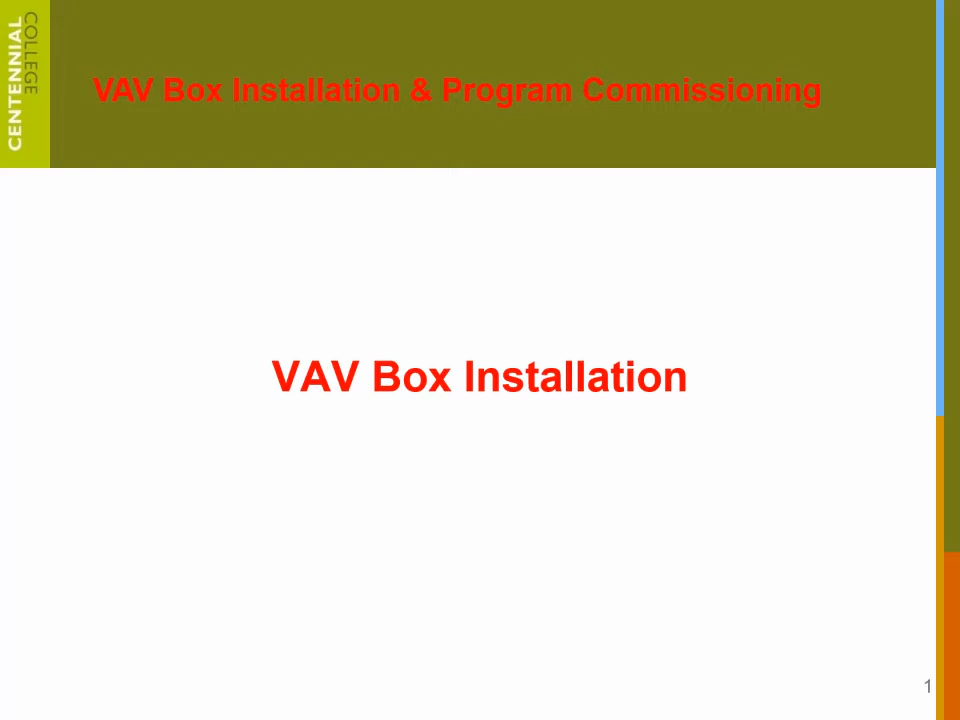 CENTENNIAL
COLLEGE
VAV Box Installation & Program Commissioning
VAV Box Installation
1